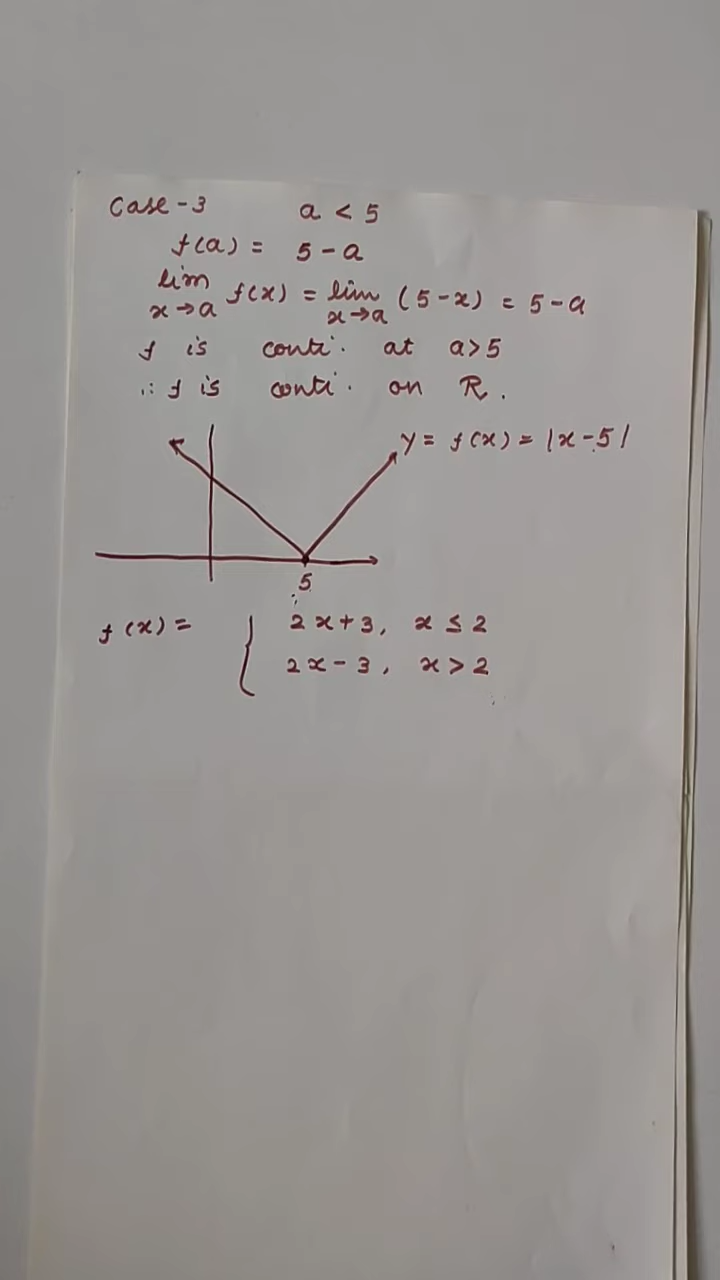 Case - 3 a < 5
f(a) = 5 - a
lim x→a f(x) = lim x→a (5 - x) = 5 - a
f is conti. at a > 5
∴ f is conti. on R.
y = f(x) = |x - 5|
5
f(x) = { 2x + 3, x ≤ 2
2x - 3, x > 2